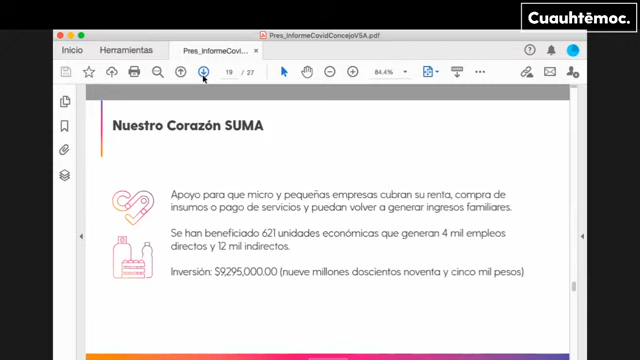 Cuauhtémoc.
Pres_InformeCovidConcejoVSA.pdf
Inicio Herramientas Pres_InformeCovi... ×
19 / 27 84.4%
Nuestro Corazón SUMA
Apoyo para que micro y pequeñas empresas cubran su renta, compra de
insumos o pago de servicios y puedan volver a generar ingresos familiares.
Se han beneficiado 621 unidades económicas que generan 4 mil empleos
directos y 12 mil indirectos.
Inversión: $9,295,000.00 (nueve millones doscientos noventa y cinco mil pesos)